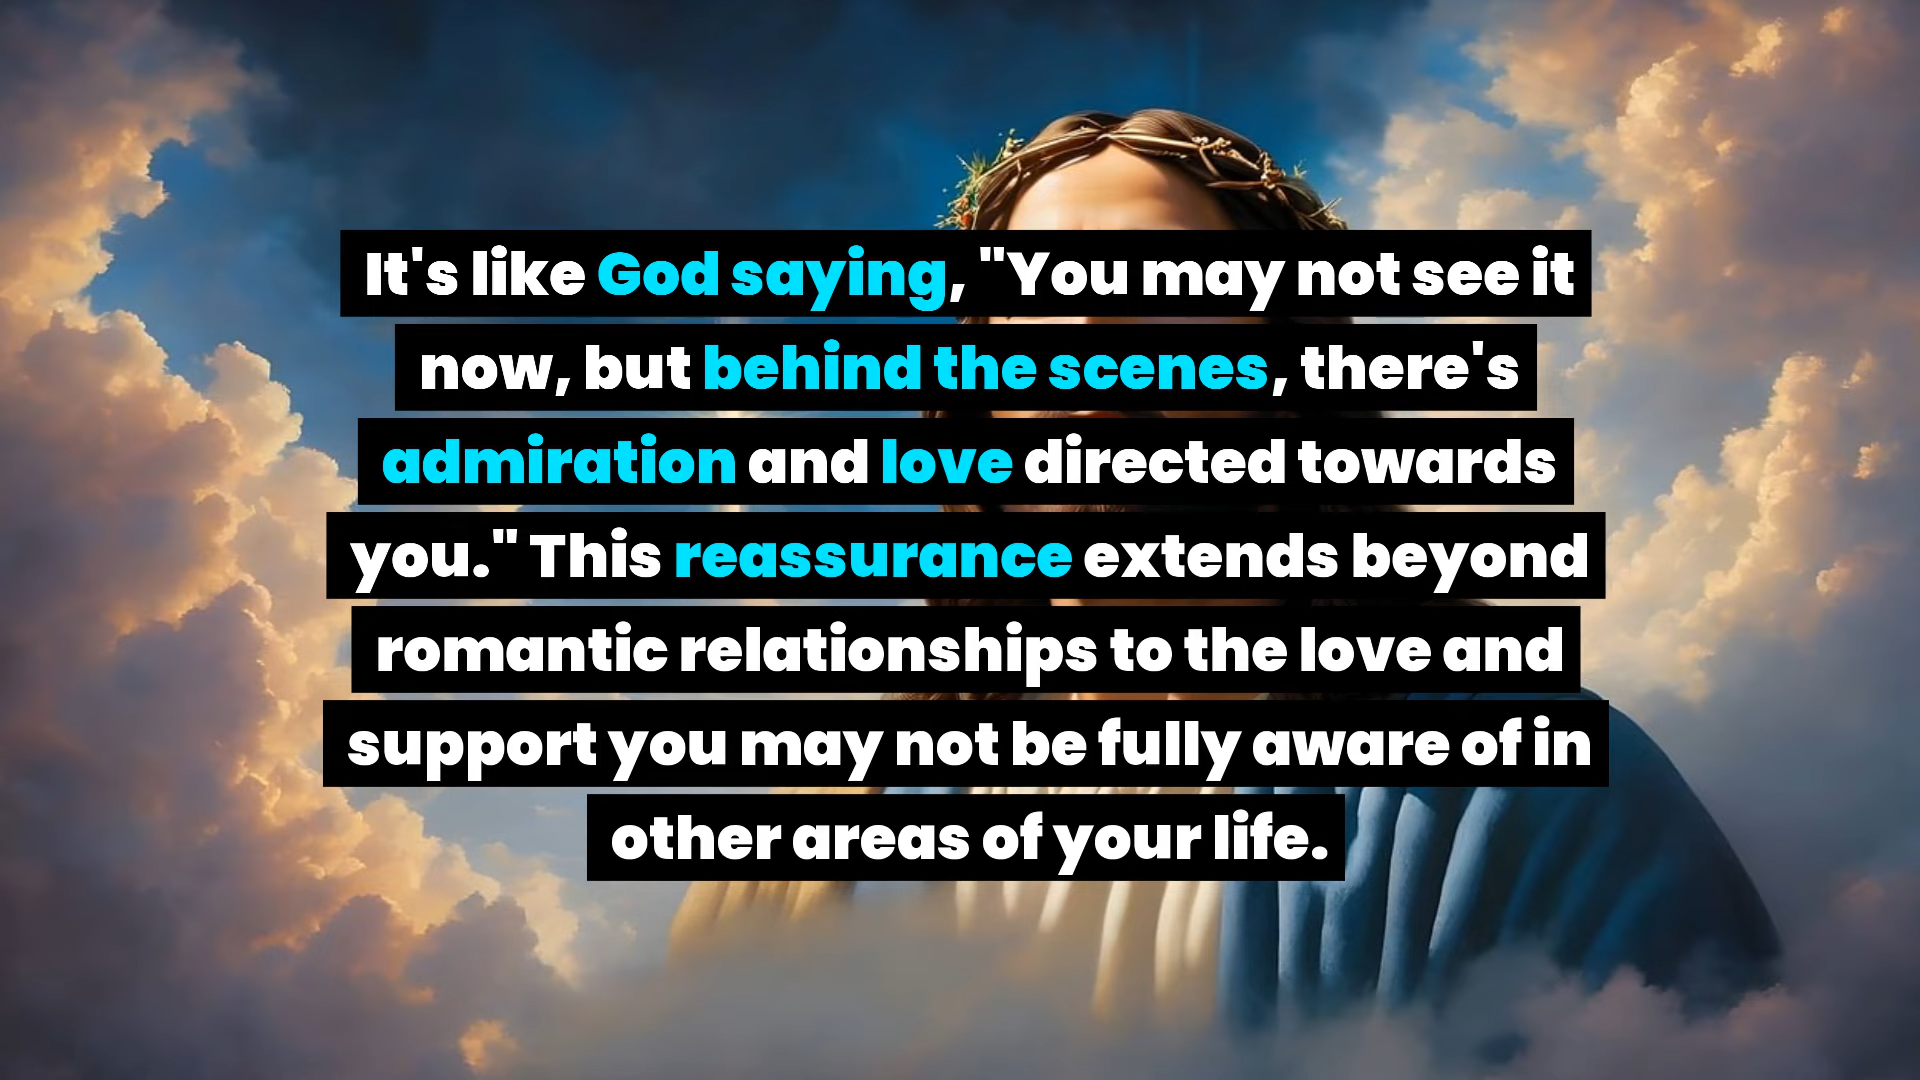 It's like God saying, "You may not see it
now, but behind the scenes, there's
admiration and love directed towards
you." This reassurance extends beyond
romantic relationships to the love and
support you may not be fully aware of in
other areas of your life.